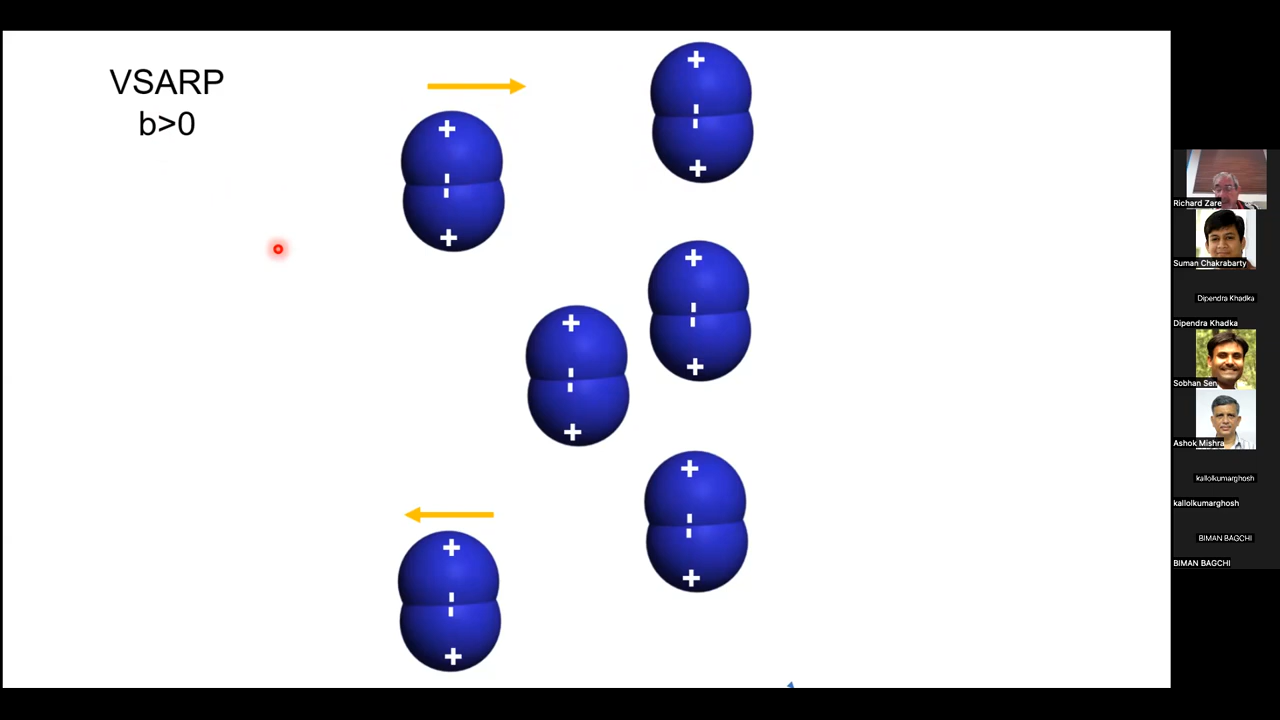 VSARP
b>0
+
-
+
+
-
+
+
-
+
+
-
+
+
-
+
+
-
+
Richard Zare
Suman Chakrabarty
Dipendra Khadka
Dipendra Khadka
Sobhan Sen
Ashok Mishra
kallolkumarghosh
kallolkumarghosh
BIMAN BAGCHI
BIMAN BAGCHI